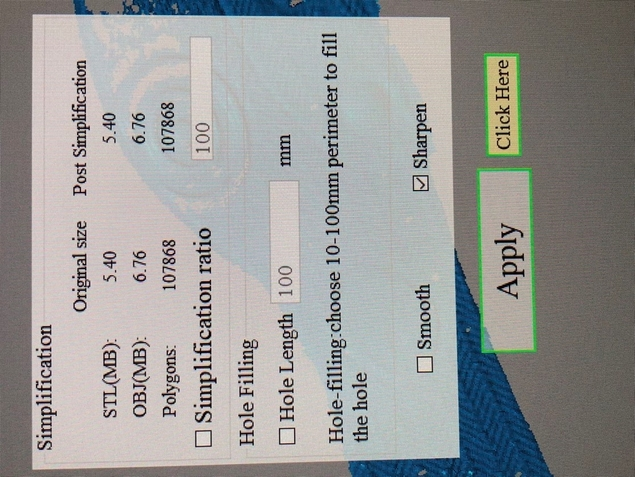 Simplification
Original size Post Simplification
STL(MB): 5.40 5.40
OBJ(MB): 6.76 6.76
Polygons: 107868 107868
Simplification ratio 100
Hole Filling
Hole Length 100 mm
Hole-filling:choose 10-100mm perimeter to fill
the hole
Smooth Sharpen
Apply Click Here